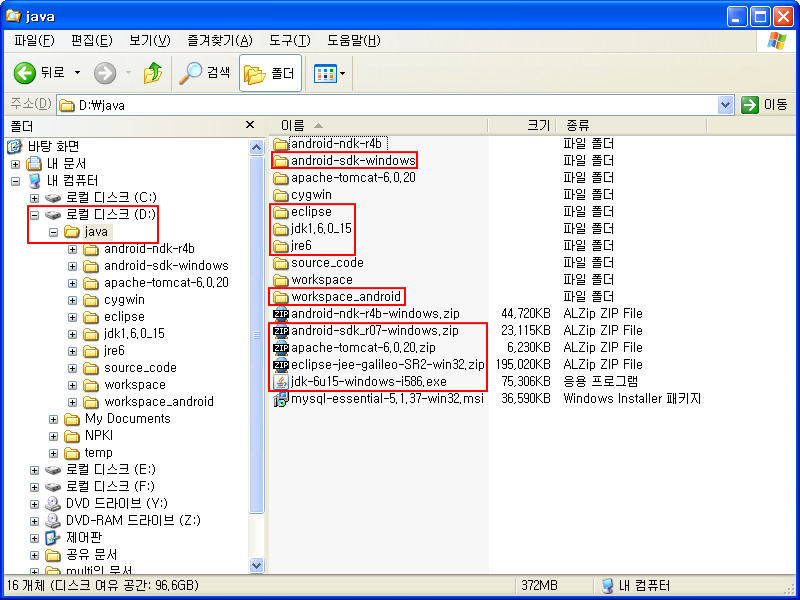 java
파일(F) 편집(E) 보기(V) 즐겨찾기(A) 도구(T) 도움말(H)
뒤로 검색 폴더
주소(D) D:₩java 이동
폴더
바탕 화면
내 문서
내 컴퓨터
로컬 디스크 (C:)
로컬 디스크 (D:)
java
android-ndk-r4b
android-sdk-windows
apache-tomcat-6.0.20
cygwin
eclipse
jdk1.6.0_15
jre6
source_code
workspace
workspace_android
My Documents
NPKI
temp
로컬 디스크 (E:)
로컬 디스크 (F:)
DVD 드라이브 (Y:)
DVD-RAM 드라이브 (Z:)
제어판
공유 문서
multi의 문서
이름 크기 종류
android-ndk-r4b 파일 폴더
android-sdk-windows 파일 폴더
apache-tomcat-6.0.20 파일 폴더
cygwin 파일 폴더
eclipse 파일 폴더
jdk1.6.0_15 파일 폴더
jre6 파일 폴더
source_code 파일 폴더
workspace 파일 폴더
workspace_android 파일 폴더
android-ndk-r4b-windows.zip 44,720KB ALZip ZIP File
android-sdk_r07-windows.zip 23,115KB ALZip ZIP File
apache-tomcat-6.0.20.zip 6,230KB ALZip ZIP File
eclipse-jee-galileo-SR2-win32.zip 195,020KB ALZip ZIP File
jdk-6u15-windows-i586.exe 75,306KB 응용 프로그램
mysql-essential-5.1.37-win32.msi 36,590KB Windows Installer 패키지
16 개체 (디스크 여유 공간: 96.6GB) 372MB 내 컴퓨터